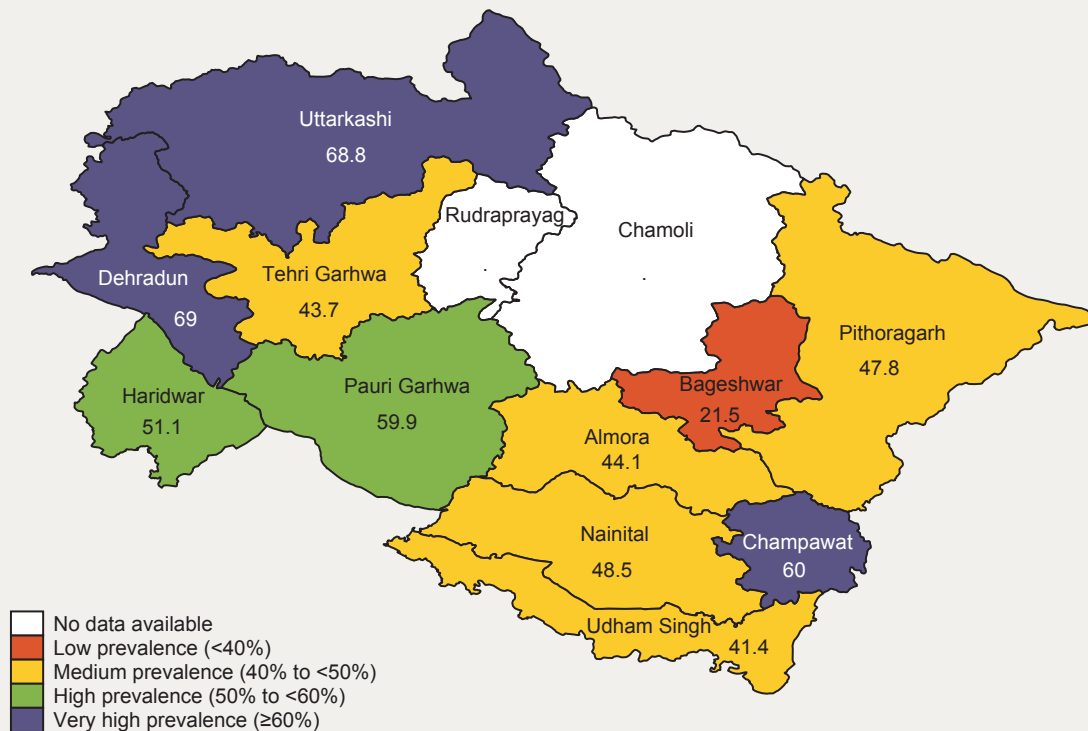 Uttarkashi
68.8
Rudraprayag
.
Chamoli
.
Dehradun
69
Tehri Garhwa
43.7
Pithoragarh
47.8
Haridwar
51.1
Pauri Garhwa
59.9
Bageshwar
21.5
Almora
44.1
Nainital
48.5
Champawat
60
Udham Singh
41.4
No data available
Low prevalence (<40%)
Medium prevalence (40% to <50%)
High prevalence (50% to <60%)
Very high prevalence (≥60%)